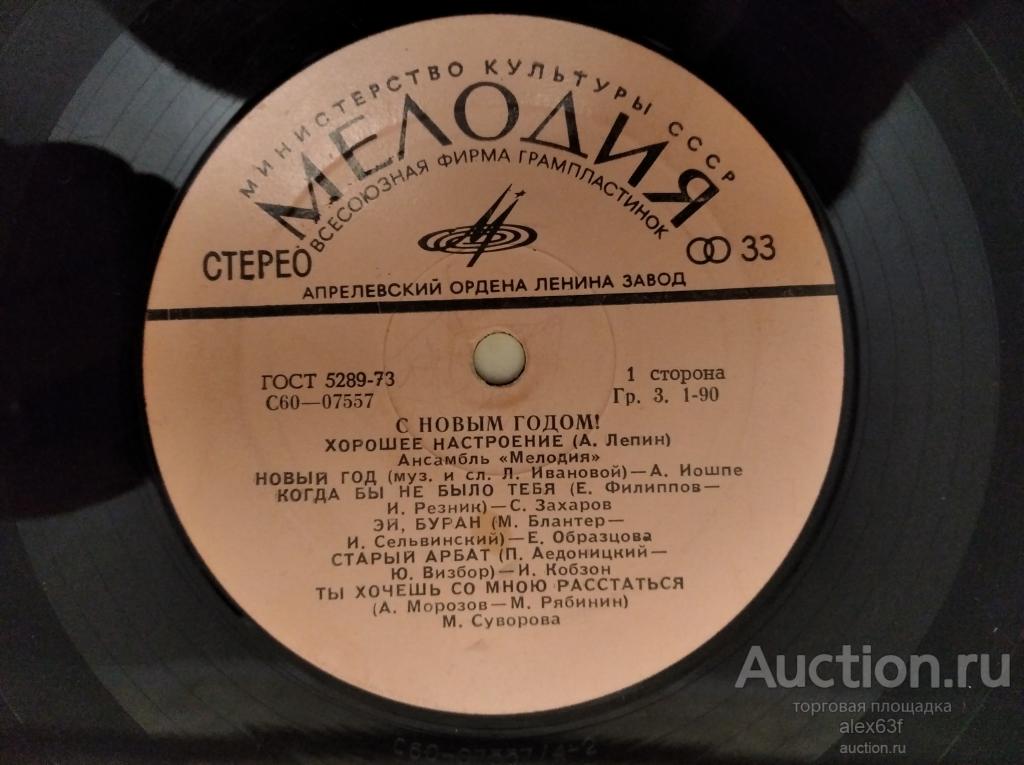 МИНИСТЕРСТВО КУЛЬТУРЫ СССР
МЕЛОДИЯ
ВСЕСОЮЗНАЯ ФИРМА ГРАМПЛАСТИНОК
СТЕРЕО
33
АПРЕЛЕВСКИЙ ОРДЕНА ЛЕНИНА ЗАВОД
ГОСТ 5289-73
1 сторона
С60—07557
Гр. 3. 1-90
С НОВЫМ ГОДОМ!
ХОРОШЕЕ НАСТРОЕНИЕ (А. Лепин)
Ансамбль «Мелодия»
НОВЫЙ ГОД (муз. и сл. Л. Ивановой)—А. Иошпе
КОГДА БЫ НЕ БЫЛО ТЕБЯ (Е. Филиппов—
И. Резник)—С. Захаров
ЭЙ, БУРАН (М. Блантер—
И. Сельвинский)—Е. Образцова
СТАРЫЙ АРБАТ (П. Аедоницкий—
Ю. Визбор)—И. Кобзон
ТЫ ХОЧЕШЬ СО МНОЮ РАССТАТЬСЯ
(А. Морозов—М. Рябинин)
М. Суворова
Auction.ru
торговая площадка
alex63f
auction.ru